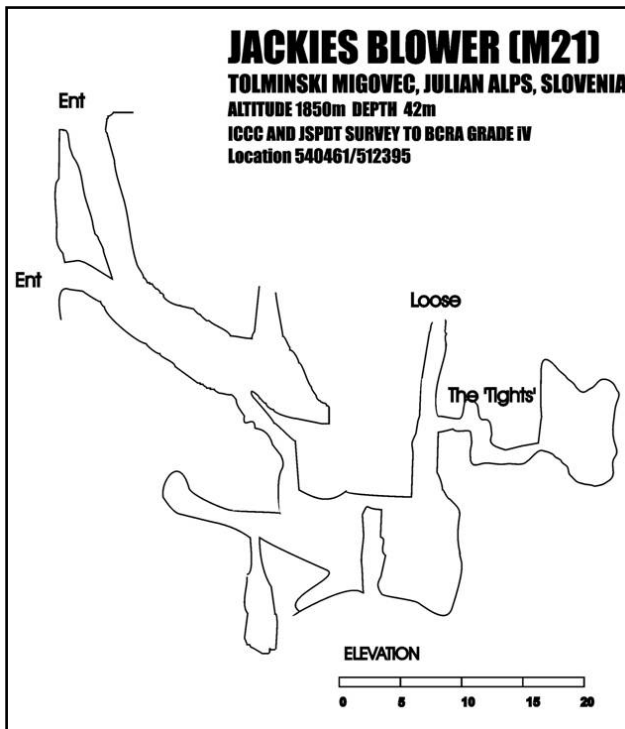 JACKIES BLOWER (M21)
TOLMINSKI MIGOVEC, JULIAN ALPS, SLOVENIA
ALTITUDE 1850m DEPTH 42m
ICCC AND JSPDT SURVEY TO BCRA GRADE iV
Location 540461/512395
Ent
Ent
Loose
The 'Tights'
ELEVATION
0 5 10 15 20